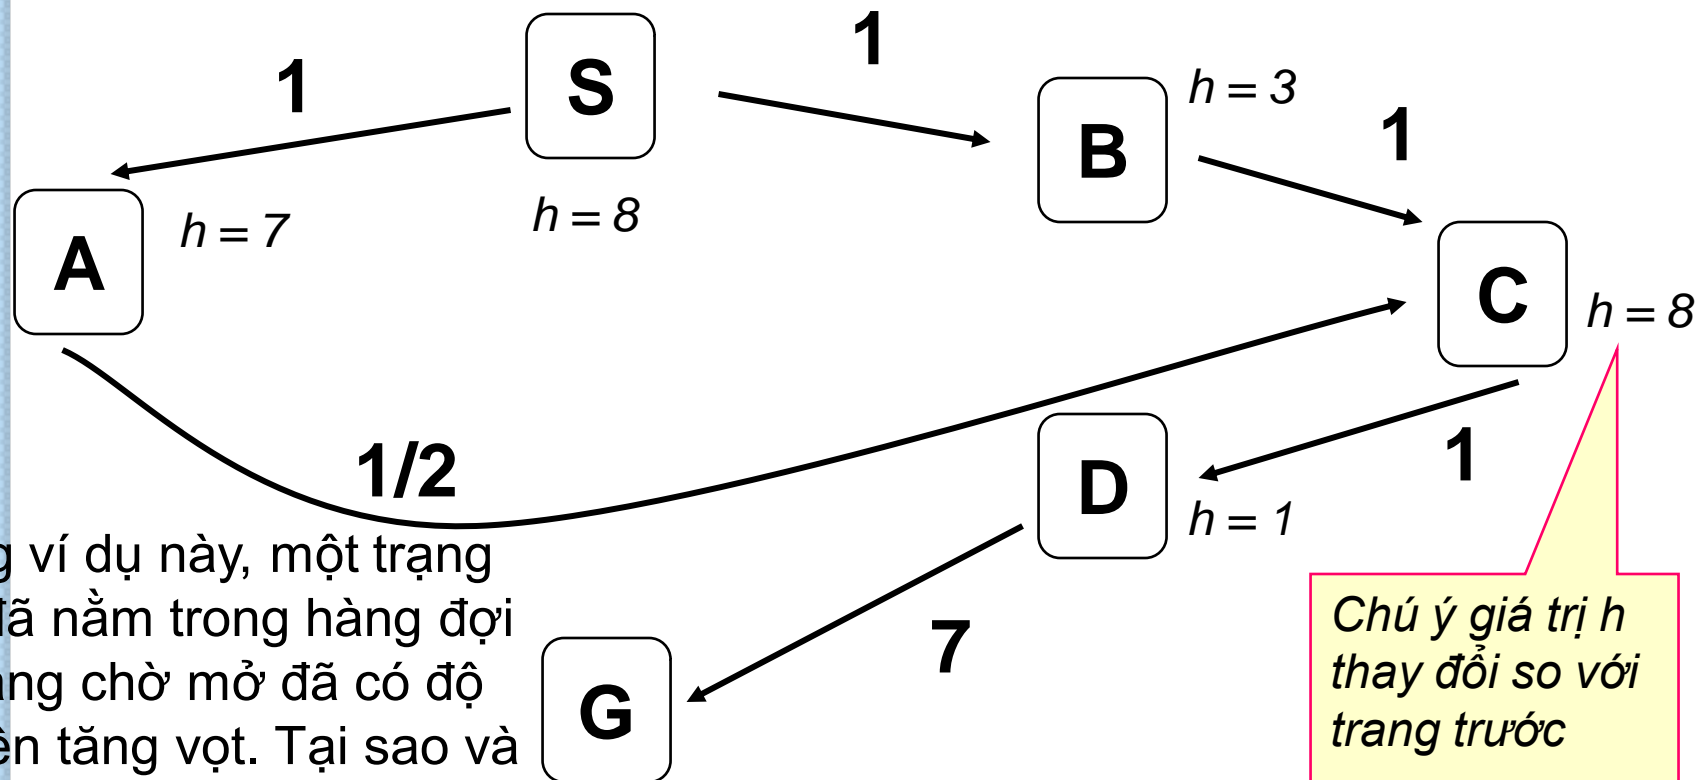 1
S
h = 8
1
B
h = 3
1
A
h = 7
C
h = 8
1/2
D
h = 1
1
7
G
ví dụ này, một trạng
đã nằm trong hàng đợi
chờ mở đã có độ
tăng vọt. Tại sao và
Chú ý giá trị h
thay đổi so với
trang trước